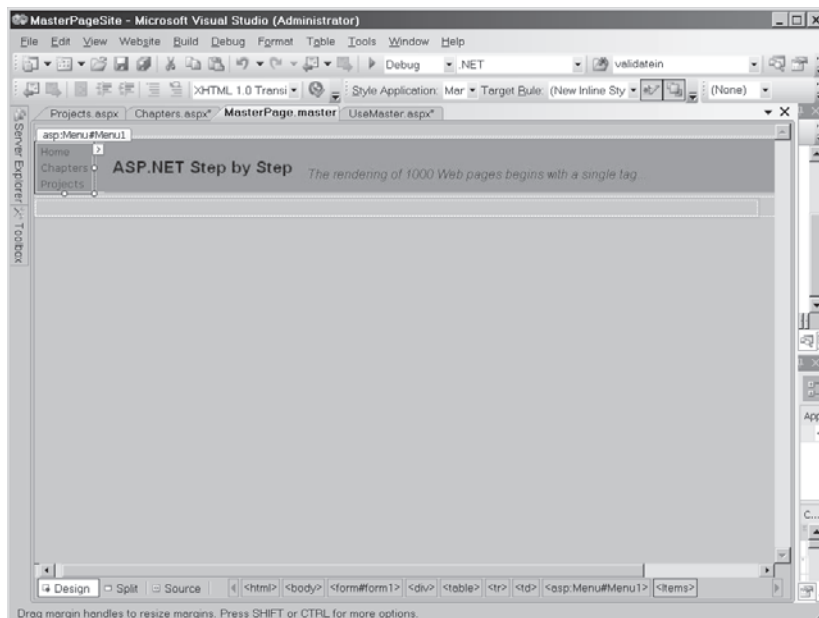 MasterPageSite - Microsoft Visual Studio (Administrator)
File Edit View Website Build Debug Format Table Tools Window Help
Debug .NET validatein
XHTML 1.0 Transi Style Application: Mar Target Rule: (New Inline Sty (None)
Server Explorer Toolbox
Projects.aspx Chapters.aspx* MasterPage.master UseMaster.aspx*
asp:Menu#Menu1
Home
Chapters
Projects
ASP.NET Step by Step The rendering of 1000 Web pages begins with a single tag...
App
C...
Design Split Source <html> <body> <form#form1> <div> <table> <tr> <td> <asp:Menu#Menu1> <Items>
Drag margin handles to resize margins. Press SHIFT or CTRL for more options.